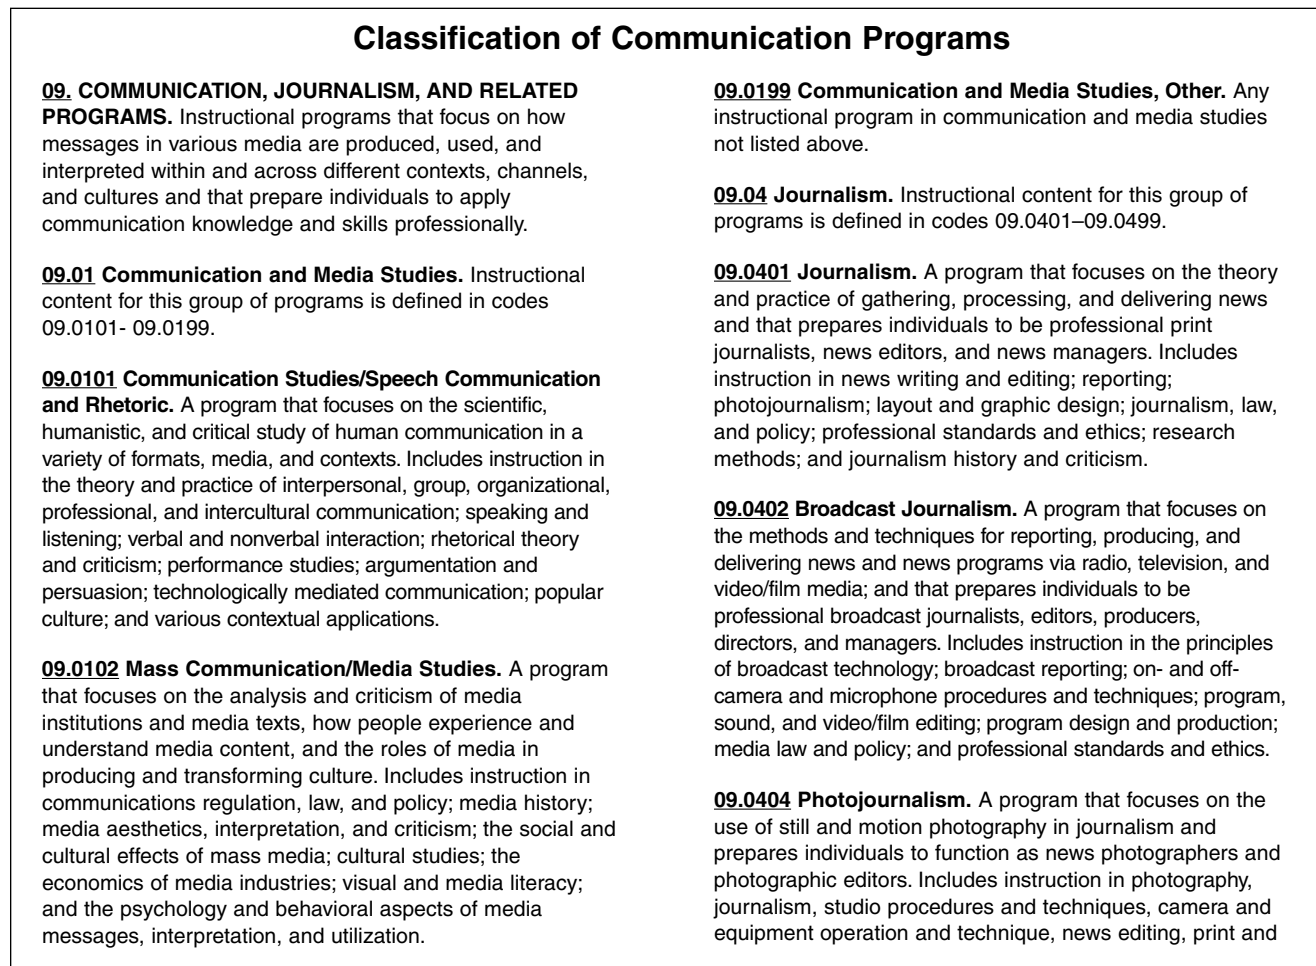 Classification of Communication Programs
09. COMMUNICATION, JOURNALISM, AND RELATED
PROGRAMS. Instructional programs that focus on how
messages in various media are produced, used, and
interpreted within and across different contexts, channels,
and cultures and that prepare individuals to apply
communication knowledge and skills professionally.
09.01 Communication and Media Studies. Instructional
content for this group of programs is defined in codes
09.0101- 09.0199.
09.0101 Communication Studies/Speech Communication
and Rhetoric. A program that focuses on the scientific,
humanistic, and critical study of human communication in a
variety of formats, media, and contexts. Includes instruction in
the theory and practice of interpersonal, group, organizational,
professional, and intercultural communication; speaking and
listening; verbal and nonverbal interaction; rhetorical theory
and criticism; performance studies; argumentation and
persuasion; technologically mediated communication; popular
culture; and various contextual applications.
09.0102 Mass Communication/Media Studies. A program
that focuses on the analysis and criticism of media
institutions and media texts, how people experience and
understand media content, and the roles of media in
producing and transforming culture. Includes instruction in
communications regulation, law, and policy; media history;
media aesthetics, interpretation, and criticism; the social and
cultural effects of mass media; cultural studies; the
economics of media industries; visual and media literacy;
and the psychology and behavioral aspects of media
messages, interpretation, and utilization.
09.0199 Communication and Media Studies, Other. Any
instructional program in communication and media studies
not listed above.
09.04 Journalism. Instructional content for this group of
programs is defined in codes 09.0401–09.0499.
09.0401 Journalism. A program that focuses on the theory
and practice of gathering, processing, and delivering news
and that prepares individuals to be professional print
journalists, news editors, and news managers. Includes
instruction in news writing and editing; reporting;
photojournalism; layout and graphic design; journalism, law,
and policy; professional standards and ethics; research
methods; and journalism history and criticism.
09.0402 Broadcast Journalism. A program that focuses on
the methods and techniques for reporting, producing, and
delivering news and news programs via radio, television, and
video/film media; and that prepares individuals to be
professional broadcast journalists, editors, producers,
directors, and managers. Includes instruction in the principles
of broadcast technology; broadcast reporting; on- and off-
camera and microphone procedures and techniques; program,
sound, and video/film editing; program design and production;
media law and policy; and professional standards and ethics.
09.0404 Photojournalism. A program that focuses on the
use of still and motion photography in journalism and
prepares individuals to function as news photographers and
photographic editors. Includes instruction in photography,
journalism, studio procedures and techniques, camera and
equipment operation and technique, news editing, print and